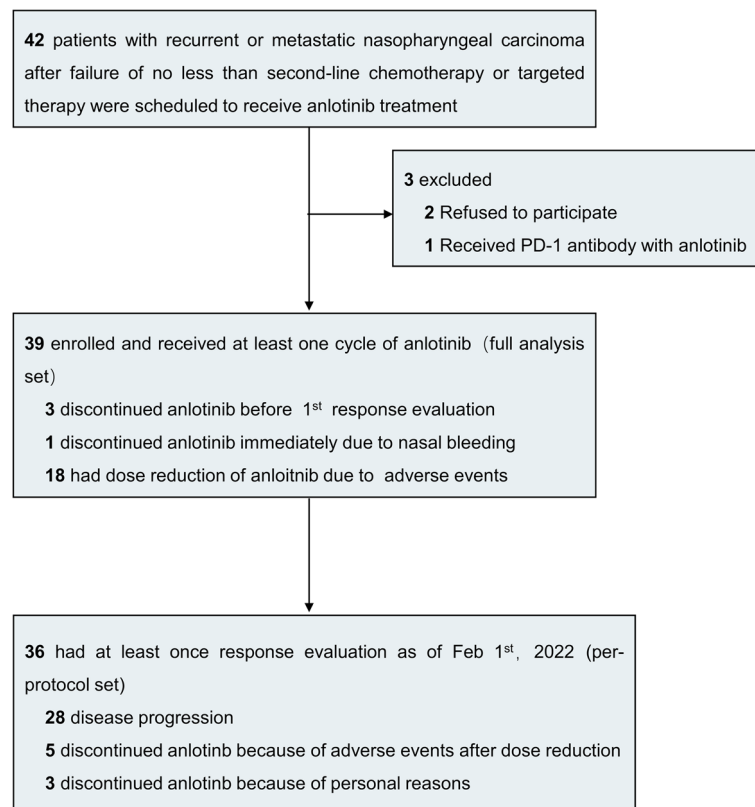 42 patients with recurrent or metastatic nasopharyngeal carcinoma
after failure of no less than second-line chemotherapy or targeted
therapy were scheduled to receive anlotinib treatment
3 excluded
2 Refused to participate
1 Received PD-1 antibody with anlotinib
39 enrolled and received at least one cycle of anlotinib（full analysis
set）
3 discontinued anlotinib before 1st response evaluation
1 discontinued anlotinib immediately due to nasal bleeding
18 had dose reduction of anloitnib due to adverse events
36 had at least once response evaluation as of Feb 1st, 2022 (per-
protocol set)
28 disease progression
5 discontinued anlotinb because of adverse events after dose reduction
3 discontinued anlotinb because of personal reasons